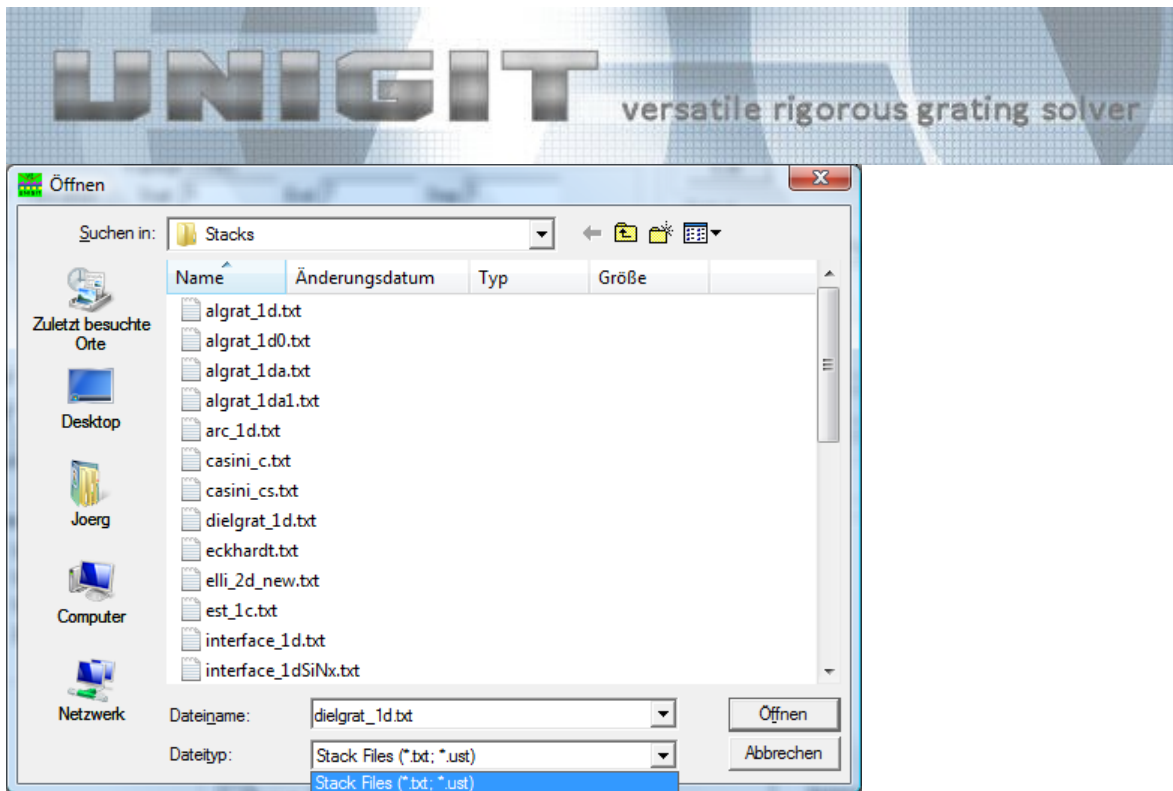 UNIGIT
versatile rigorous grating solver
Öffnen
Suchen in:
Stacks
Name Änderungsdatum Typ Größe
Zuletzt besuchte
Orte
Desktop
Joerg
Computer
Netzwerk
algrat_1d.txt
algrat_1d0.txt
algrat_1da.txt
algrat_1da1.txt
arc_1d.txt
casini_c.txt
casini_cs.txt
dielgrat_1d.txt
eckhardt.txt
elli_2d_new.txt
est_1c.txt
interface_1d.txt
interface_1dSiNx.txt
Dateiname: dielgrat_1d.txt Öffnen
Dateityp: Stack Files (*.txt; *.ust) Abbrechen
Stack Files (*.txt; *.ust)